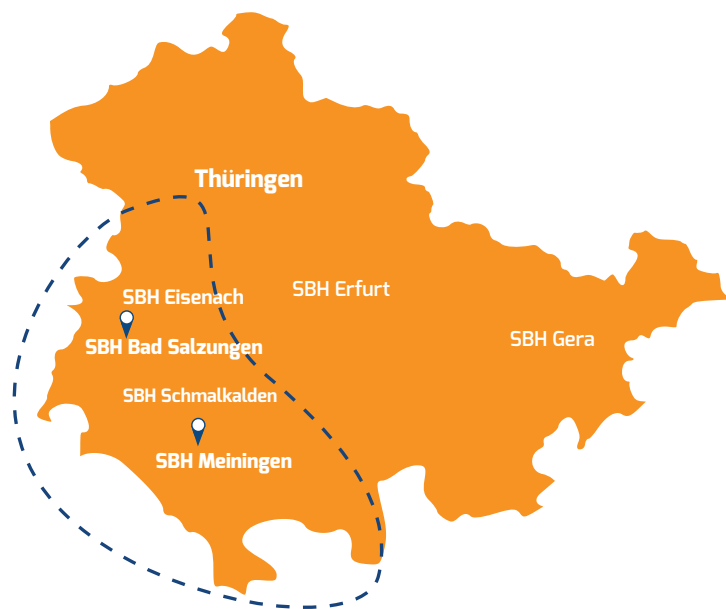 Thüringen
SBH Eisenach
SBH Erfurt
SBH Bad Salzungen
SBH Gera
SBH Schmalkalden
SBH Meiningen